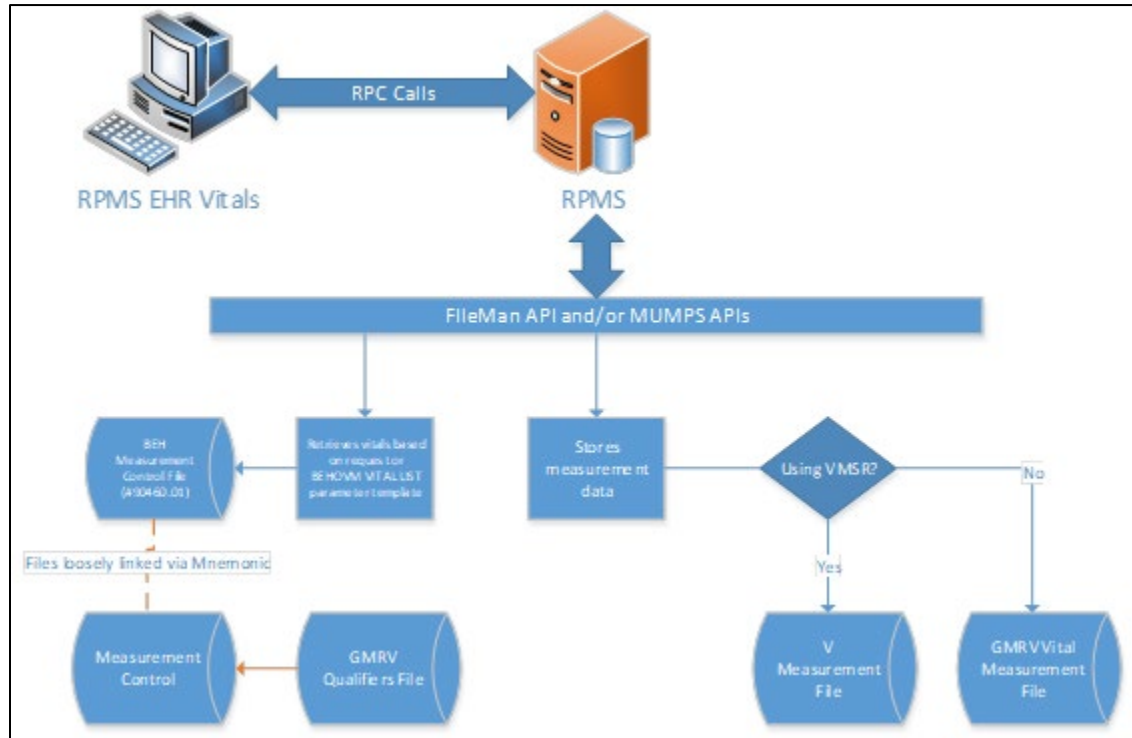 RPC Calls
RPMS EHR Vitals
RPMS
FileMan API and/or MUMPS APIs
BEH
Measurement
Control File
(#90460.01)
Retrieves vitals based
on request or
BEHOVM VITAL LIST
parameter template
Stores
measurement
data
Using VMSR?
No
Files loosely linked via Mnemonic
Yes
Measurement
Control
GMRV
Qualifiers File
V
Measurement
File
GMRV Vital
Measurement
File